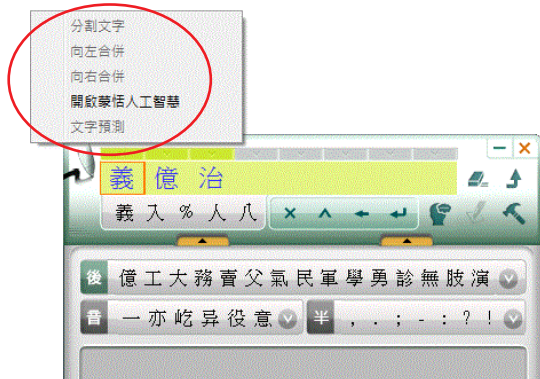 分割文字
向左合併
向右合併
開啟蒙恬人工智慧
文字預測
義億治
義入%人八
後 億工大務賣父氣民軍學勇診無肢演
音 一亦屹异役意 半 , . ; - : ? !